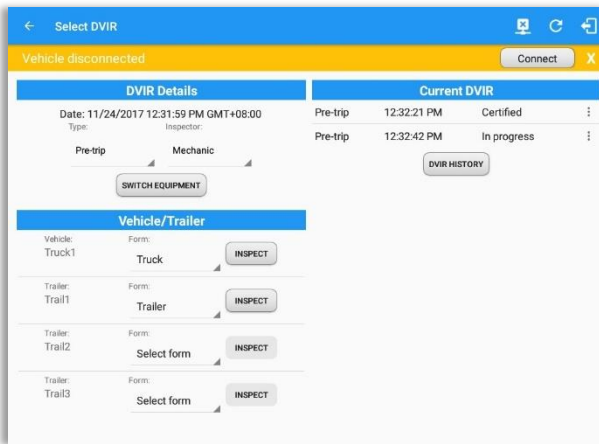 Select DVIR
Vehicle disconnected
Connect X
DVIR Details
Date: 11/24/2017 12:31:59 PM GMT+08:00
Type: Inspector:
Pre-trip Mechanic
SWITCH EQUIPMENT
Vehicle/Trailer
Vehicle: Form:
Truck1 Truck INSPECT
Trailer: Form:
Trail1 Trailer INSPECT
Trailer: Form:
Trail2 Select form INSPECT
Trailer: Form:
Trail3 Select form INSPECT
Current DVIR
Pre-trip 12:32:21 PM Certified
Pre-trip 12:32:42 PM In progress
DVIR HISTORY